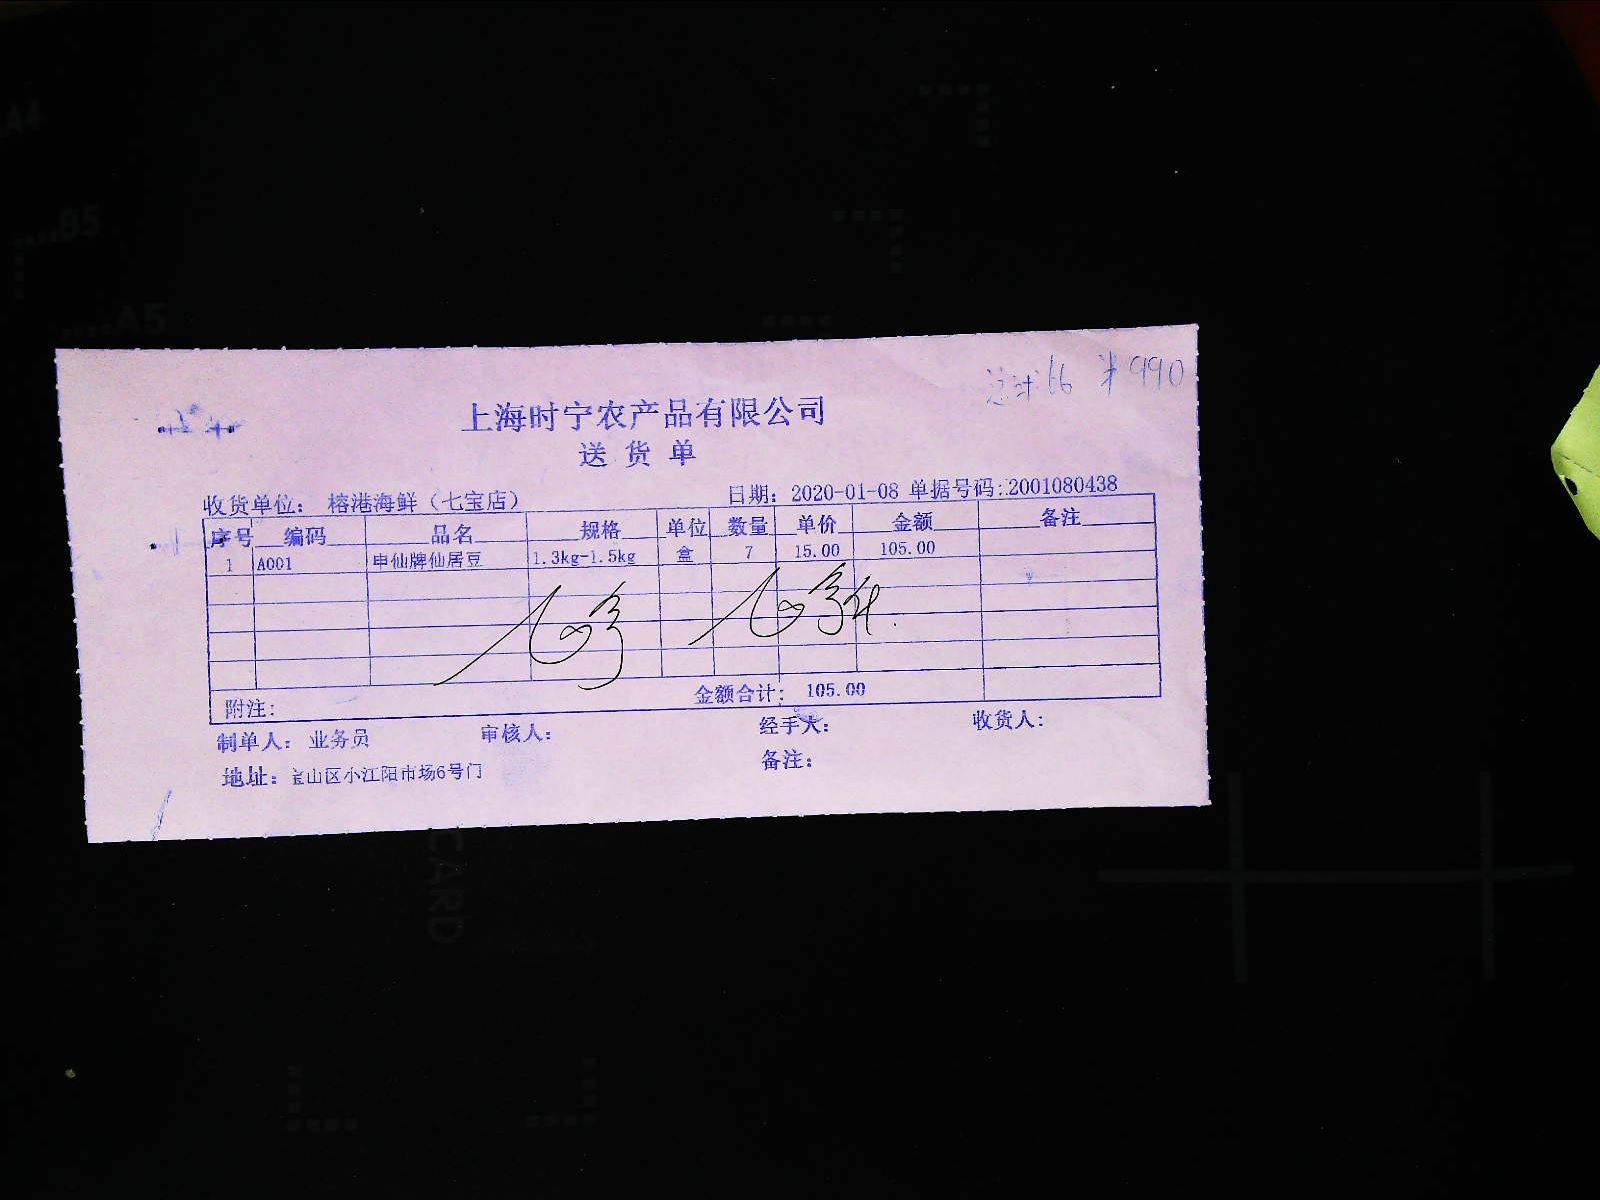 A4
B5
A5
总计66 ¥990
上海时宁农产品有限公司
送 货 单
收货单位: 榕港海鲜（七宝店） 日期: 2020-01-08 单据号码:2001080438
序号 编码 品名 规格 单位 数量 单价 金额 备注
1 A001 申仙牌仙居豆 1.3kg-1.5kg 盒 7 15.00 105.00
附注: 金额合计: 105.00
制单人: 业务员 审核人: 经手人: 收货人:
地址: 宝山区小江阳市场6号门 备注:
CARD